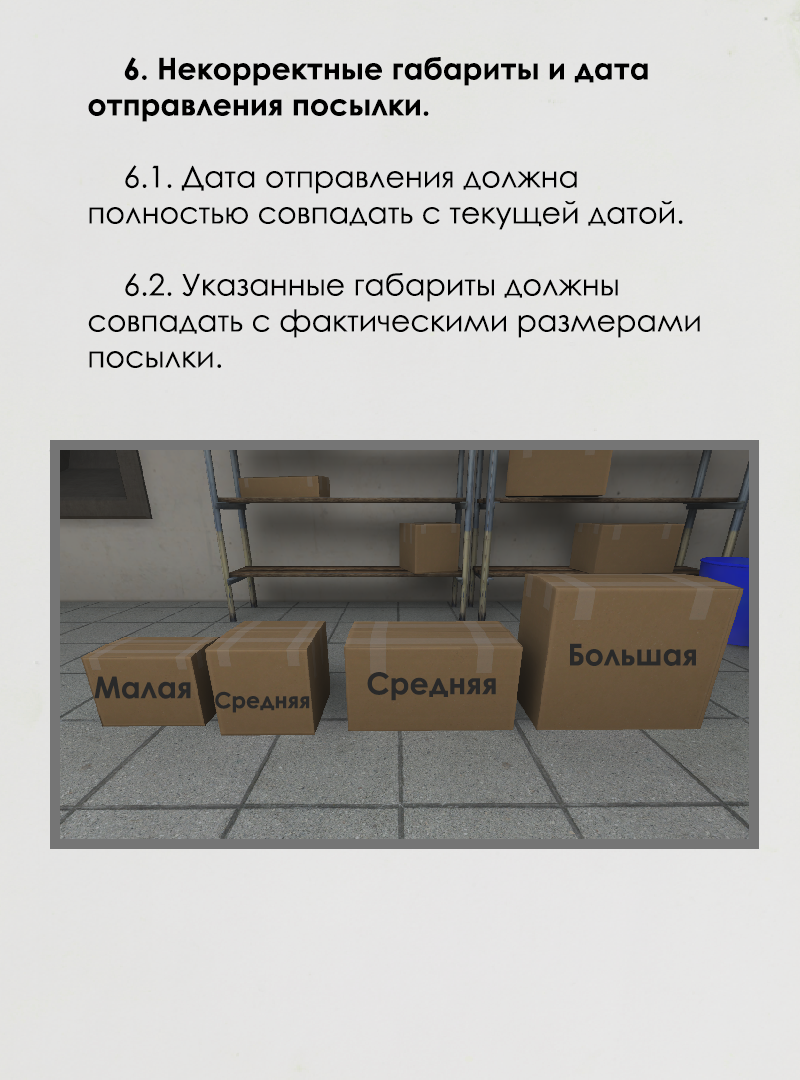 6. Некорректные габариты и дата
отправления посылки.
6.1. Дата отправления должна
полностью совпадать с текущей датой.
6.2. Указанные габариты должны
совпадать с фактическими размерами
посылки.
Малая
Средняя
Средняя
Большая